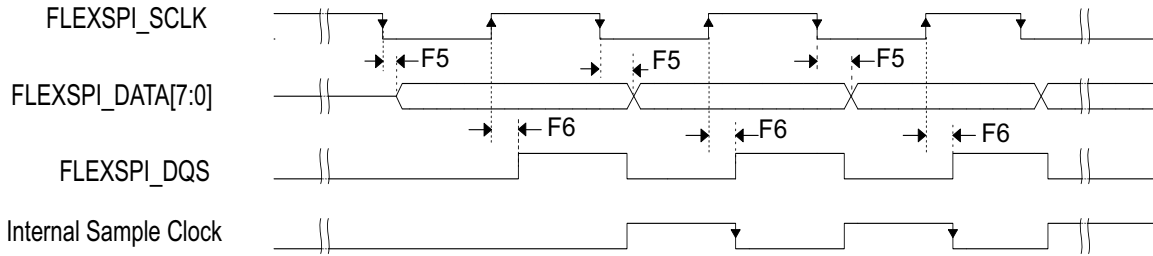 FLEXSPI_SCLK
F5 F5 F5
FLEXSPI_DATA[7:0]
F6 F6 F6
FLEXSPI_DQS
Internal Sample Clock